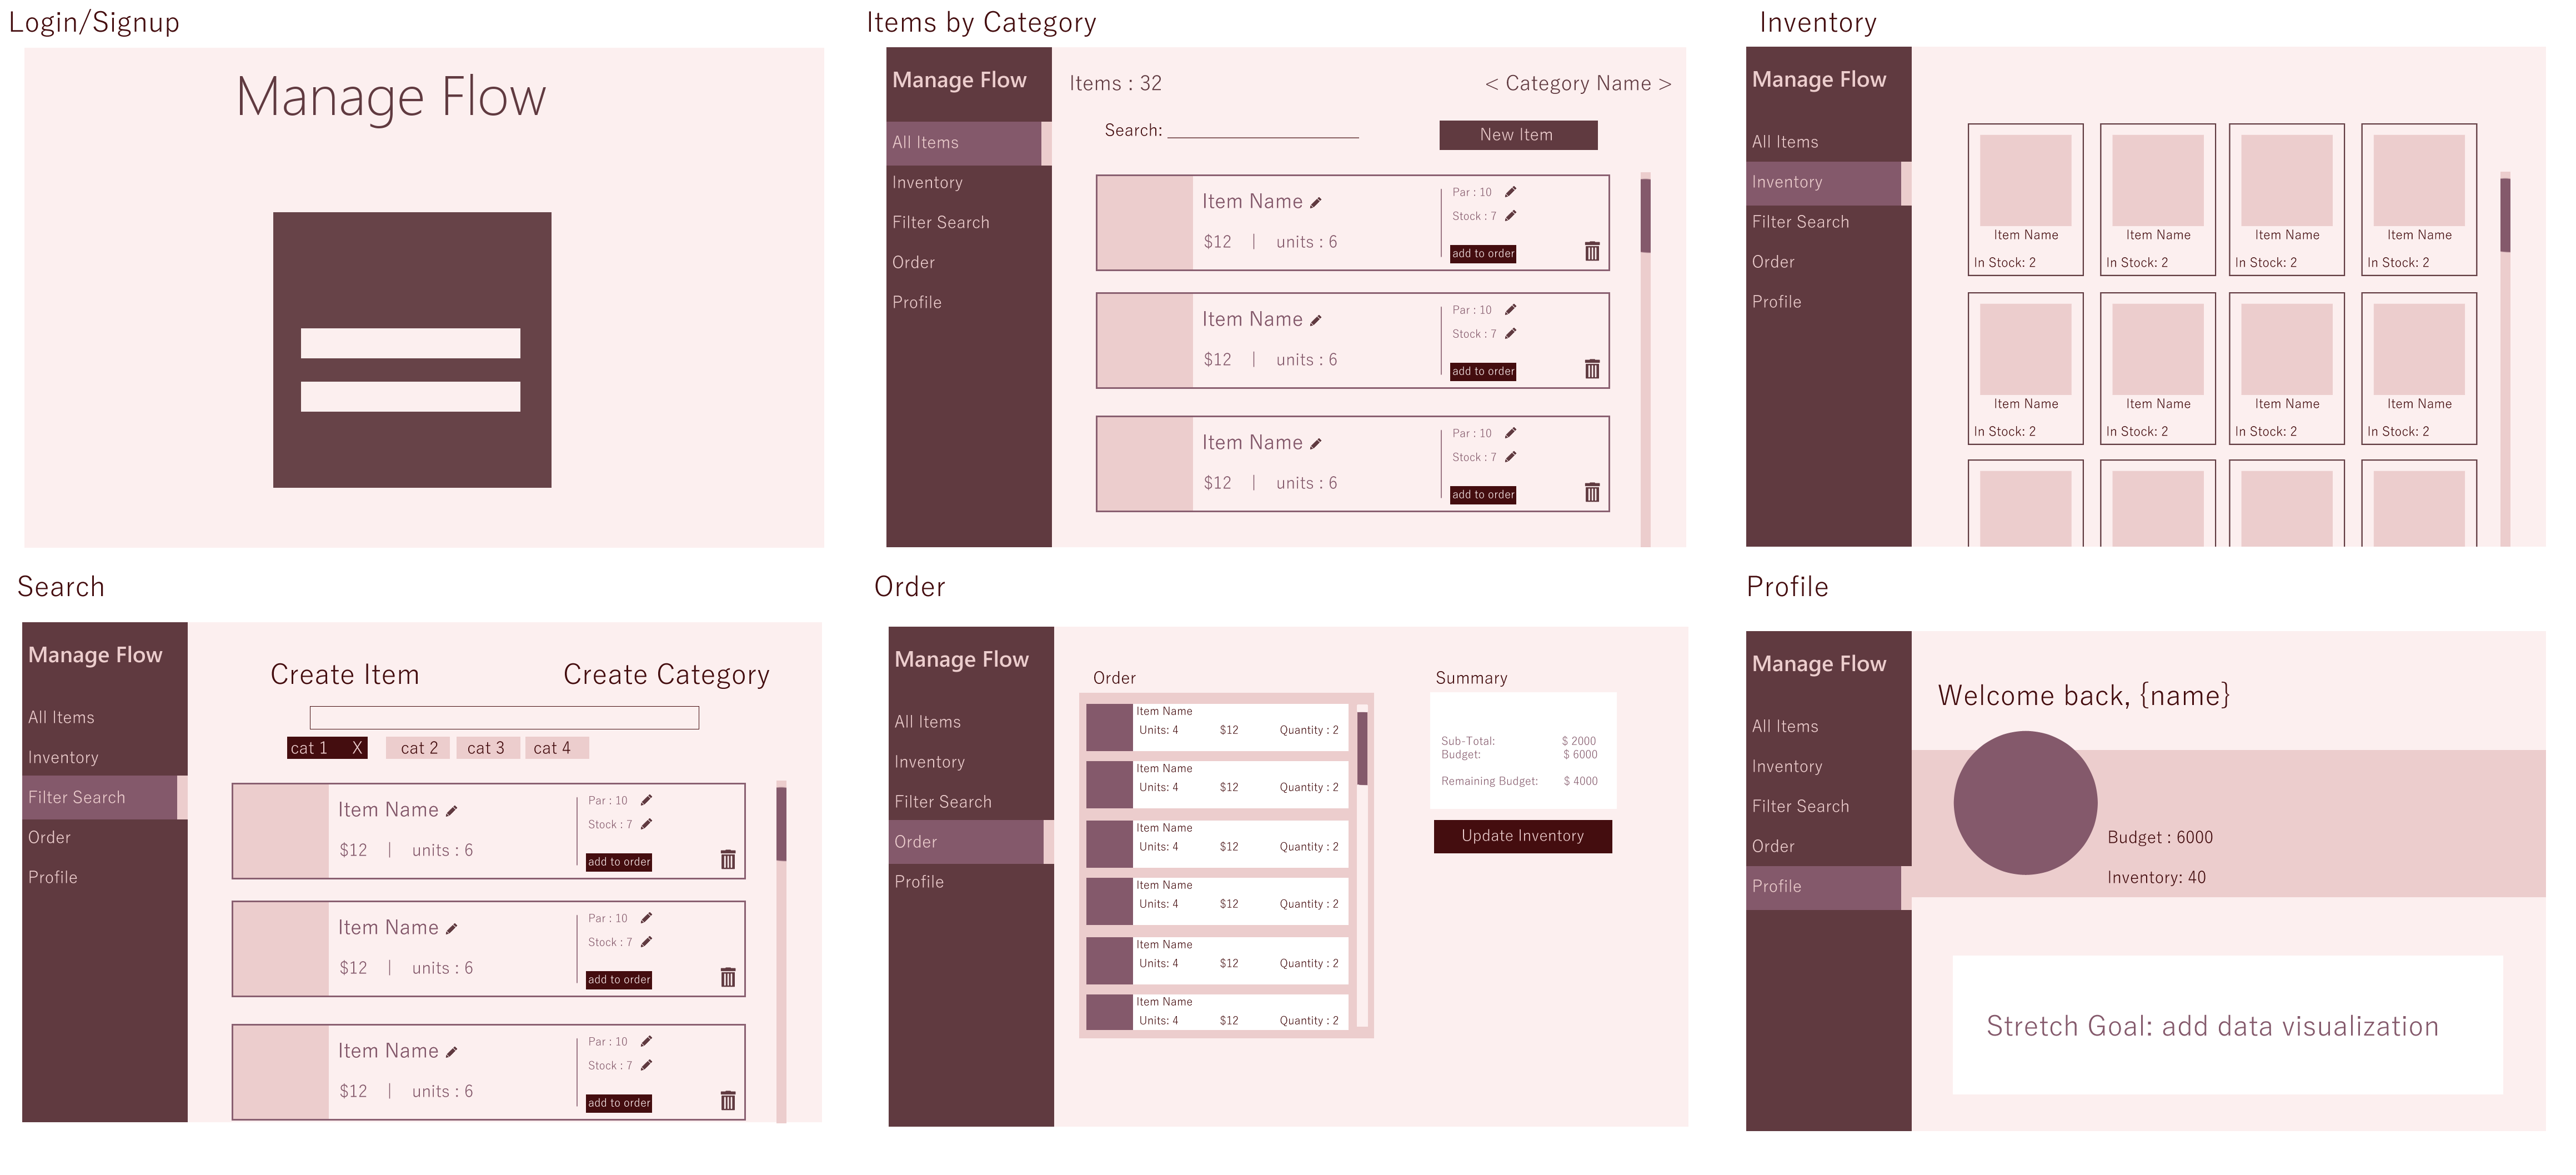 Login/Signup
Manage Flow
Items by Category
Manage Flow
All Items
Inventory
Filter Search
Order
Profile
Items : 32
< Category Name >
Search: ____________________
New Item
Item Name
$12 | units : 6
Par : 10
Stock : 7
add to order
Item Name
$12 | units : 6
Par : 10
Stock : 7
add to order
Item Name
$12 | units : 6
Par : 10
Stock : 7
add to order
Inventory
Manage Flow
All Items
Inventory
Filter Search
Order
Profile
Item Name
In Stock: 2
Item Name
In Stock: 2
Item Name
In Stock: 2
Item Name
In Stock: 2
Item Name
In Stock: 2
Item Name
In Stock: 2
Item Name
In Stock: 2
Item Name
In Stock: 2
Search
Manage Flow
All Items
Inventory
Filter Search
Order
Profile
Create Item
Create Category
cat 1 X cat 2 cat 3 cat 4
Item Name
$12 | units : 6
Par : 10
Stock : 7
add to order
Item Name
$12 | units : 6
Par : 10
Stock : 7
add to order
Item Name
$12 | units : 6
Par : 10
Stock : 7
add to order
Order
Manage Flow
All Items
Inventory
Filter Search
Order
Profile
Order
Item Name
Units: 4 $12 Quantity : 2
Item Name
Units: 4 $12 Quantity : 2
Item Name
Units: 4 $12 Quantity : 2
Item Name
Units: 4 $12 Quantity : 2
Item Name
Units: 4 $12 Quantity : 2
Item Name
Units: 4 $12 Quantity : 2
Summary
Sub-Total: $ 2000
Budget: $ 6000
Remaining Budget: $ 4000
Update Inventory
Profile
Manage Flow
All Items
Inventory
Filter Search
Order
Profile
Welcome back, {name}
Budget : 6000
Inventory: 40
Stretch Goal: add data visualization